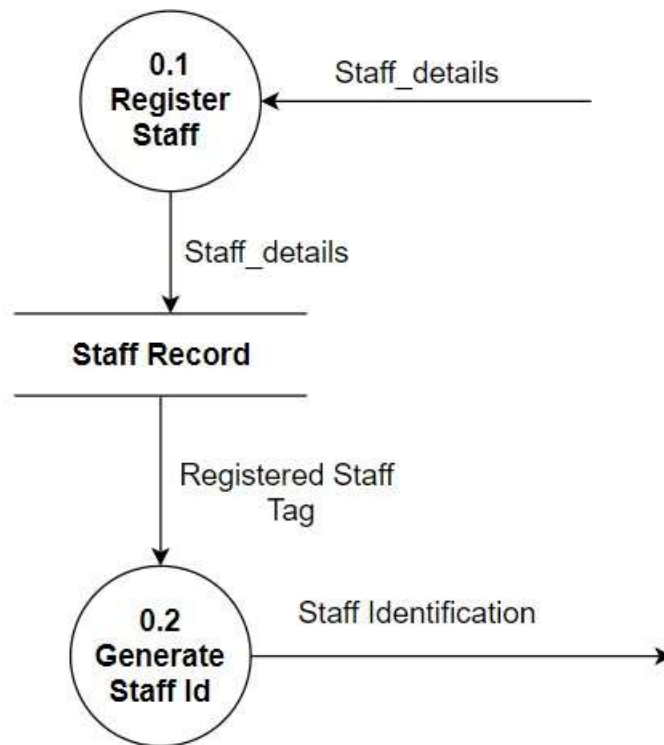 0.1
Register
Staff
Staff_details
Staff_details
Staff Record
Registered Staff
Tag
0.2
Generate
Staff Id
Staff Identification